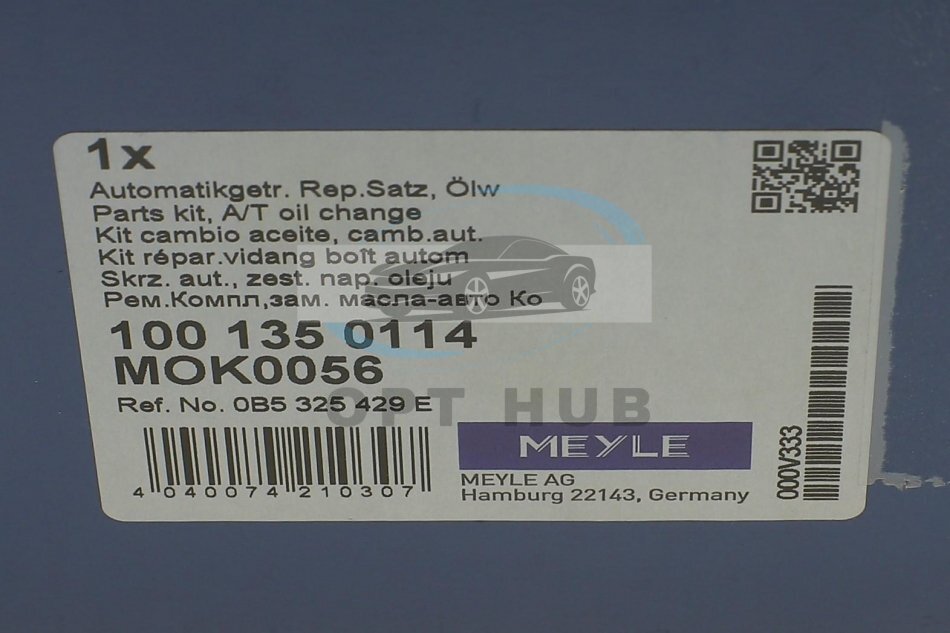 1x
Automatikgetr. Rep.Satz, Ölw
Parts kit, A/T oil change
Kit cambio aceite, camb.aut.
Kit répar.vidang boît autom
Skrz. aut., zest. nap. oleju
Рем.Компл,зам. масла-авто Ко
100 135 0114
MOK0056
Ref. No. 0B5 325 429 E
OPT HUB
4 040074 210307
MEYLE
MEYLE AG
Hamburg 22143, Germany
000V333